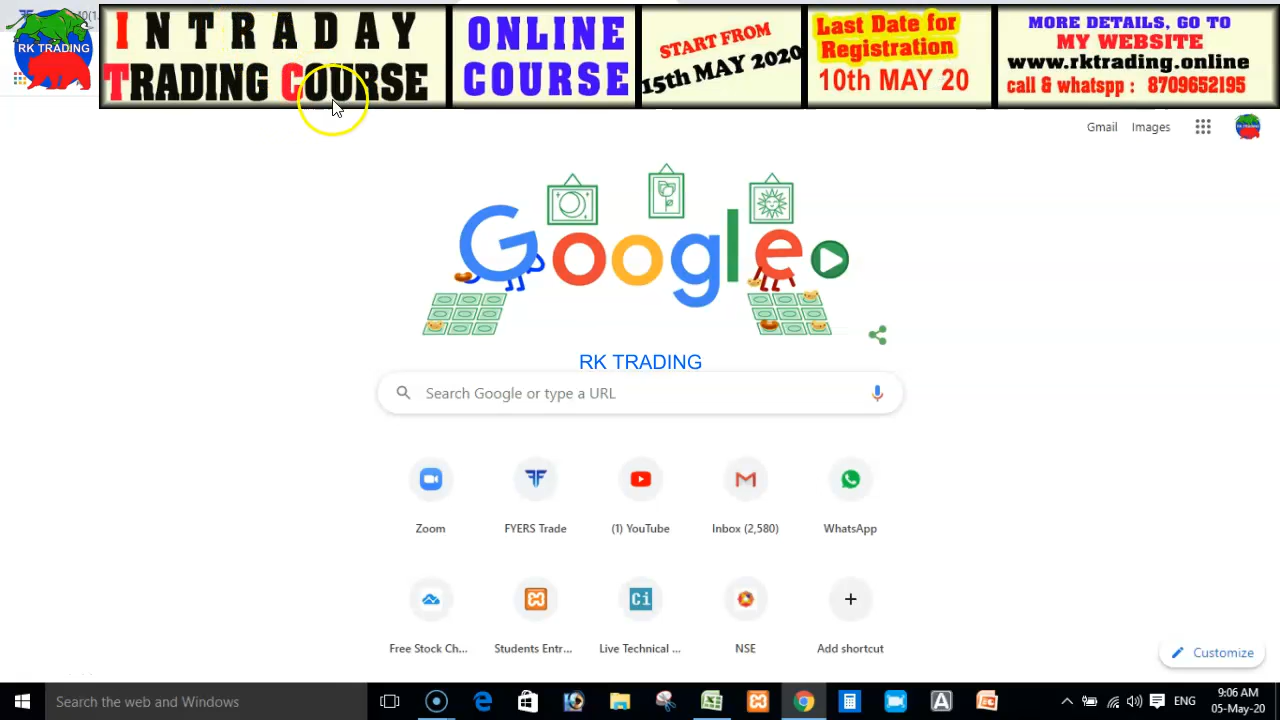 RK TRADING
INTRADAY
TRADING COURSE
ONLINE
COURSE
START FROM
15th MAY 2020
Last Date for
Registration
10th MAY 20
MORE DETAILS, GO TO
MY WEBSITE
www.rktrading.online
call & whatspp : 8709652195
Gmail Images
Google
RK TRADING
Search Google or type a URL
Zoom FYERS Trade (1) YouTube Inbox (2,580) WhatsApp
Ci
Free Stock Ch... Students Entr... Live Technical ... NSE Add shortcut
Customize
Search the web and Windows
ENG
9:06 AM
05-May-20